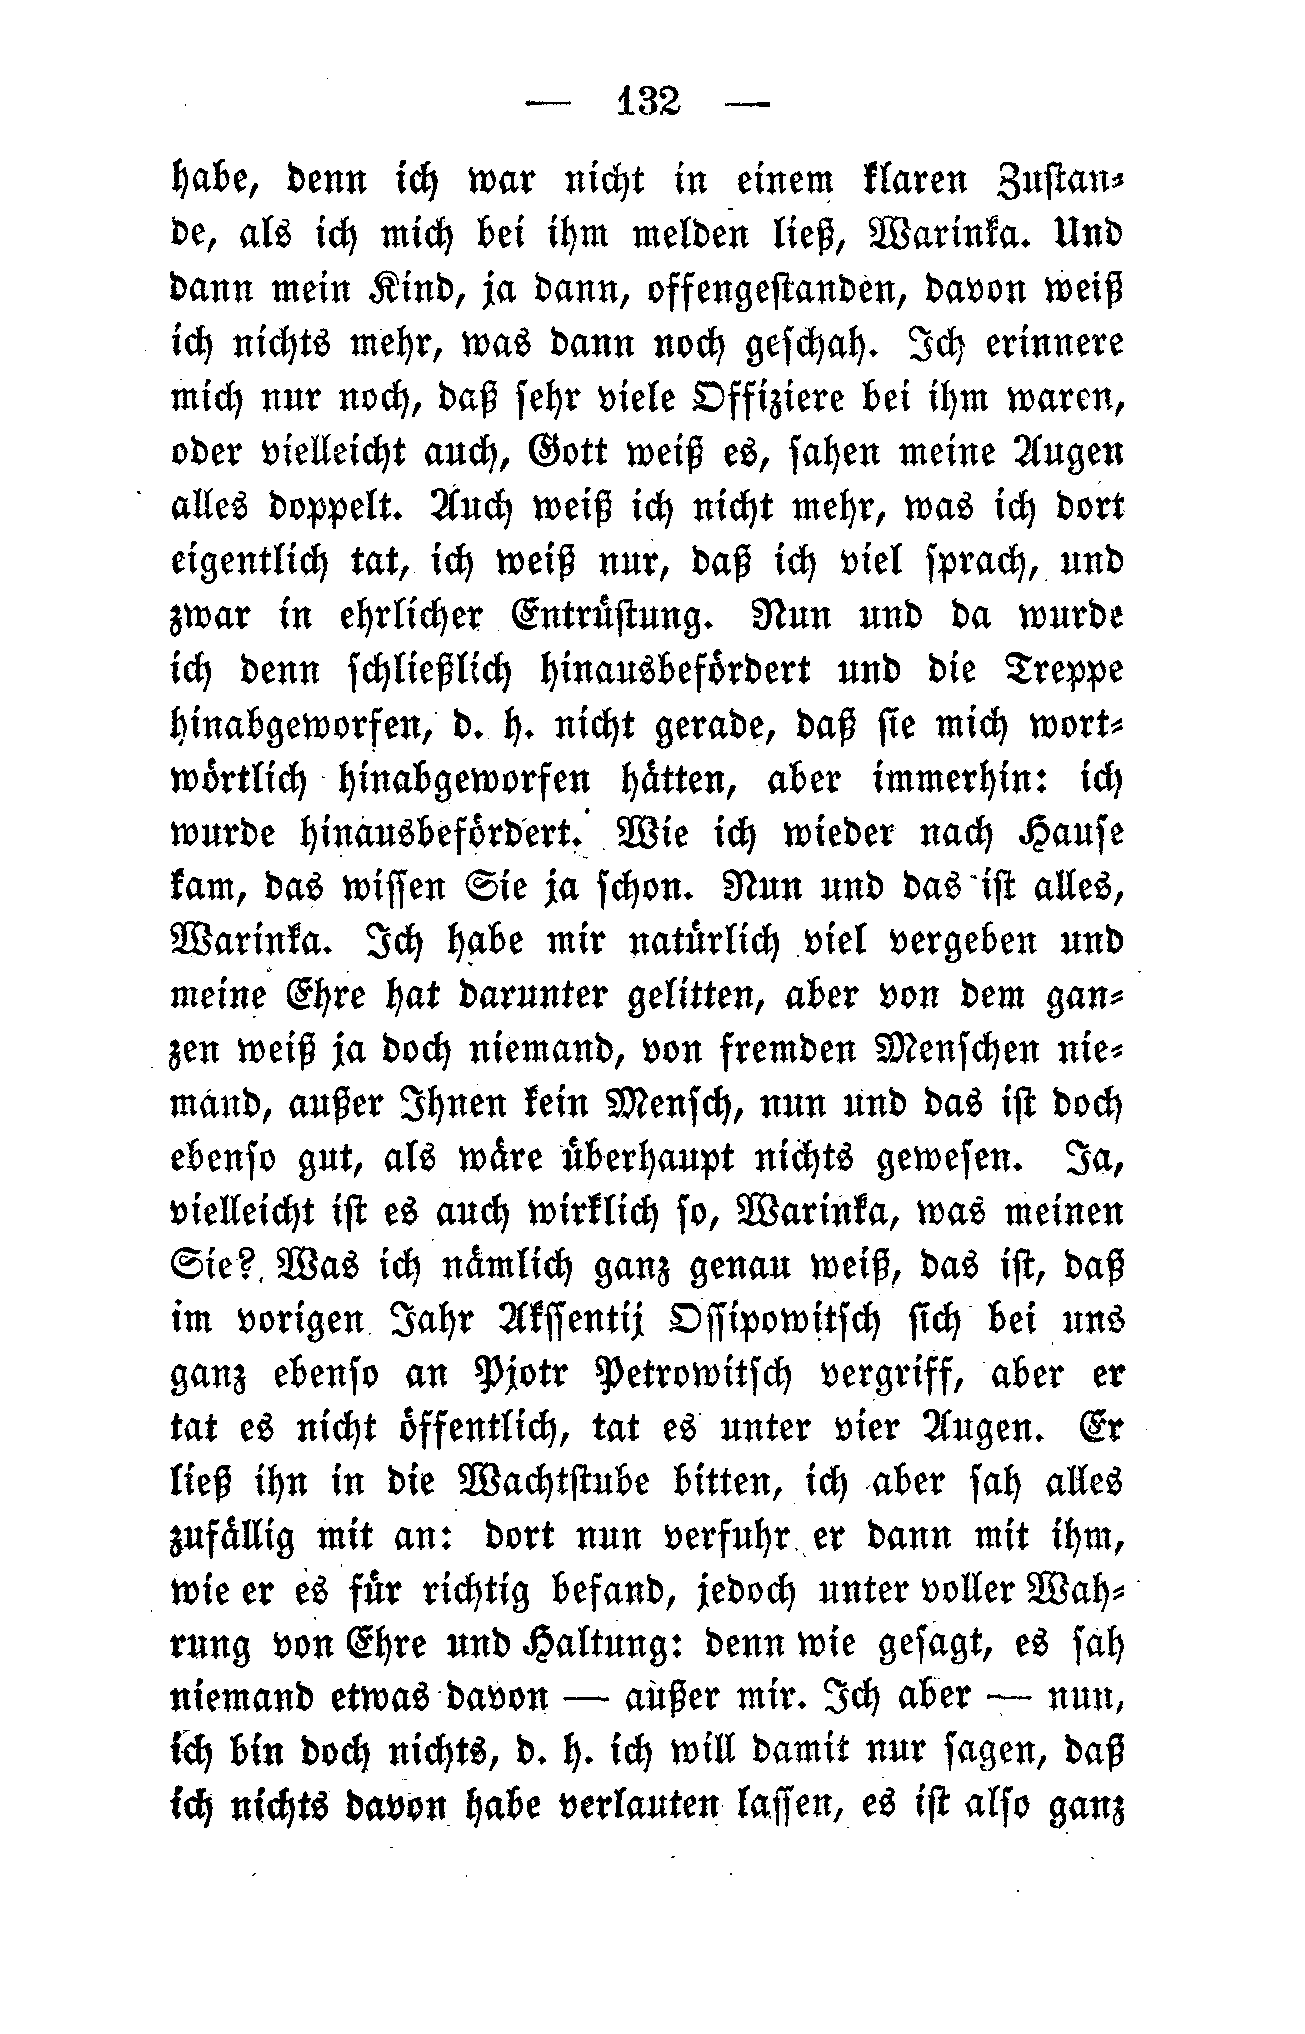 — 132 —
habe, denn ich war nicht in einem klaren Zustan-
de, als ich mich bei ihm melden ließ, Warinka. Und
dann mein Kind, ja dann, offengestanden, davon weiß
ich nichts mehr, was dann noch geschah. Ich erinnere
mich nur noch, daß sehr viele Offiziere bei ihm waren,
oder vielleicht auch, Gott weiß es, sahen meine Augen
alles doppelt. Auch weiß ich nicht mehr, was ich dort
eigentlich tat, ich weiß nur, daß ich viel sprach, und
zwar in ehrlicher Entrüstung. Nun und da wurde
ich denn schließlich hinausbefördert und die Treppe
hinabgeworfen, d. h. nicht gerade, daß sie mich wort-
wörtlich hinabgeworfen hätten, aber immerhin: ich
wurde hinausbefördert. Wie ich wieder nach Hause
kam, das wissen Sie ja schon. Nun und das ist alles,
Warinka. Ich habe mir natürlich viel vergeben und
meine Ehre hat darunter gelitten, aber von dem gan-
zen weiß ja doch niemand, von fremden Menschen nie-
mand, außer Ihnen kein Mensch, nun und das ist doch
ebenso gut, als wäre überhaupt nichts gewesen. Ja,
vielleicht ist es auch wirklich so, Warinka, was meinen
Sie? Was ich nämlich ganz genau weiß, das ist, daß
im vorigen Jahr Akssentij Ossipowitsch sich bei uns
ganz ebenso an Pjotr Petrowitsch vergriff, aber er
tat es nicht öffentlich, tat es unter vier Augen. Er
ließ ihn in die Wachtstube bitten, ich aber sah alles
zufällig mit an: dort nun verfuhr er dann mit ihm,
wie er es für richtig befand, jedoch unter voller Wah-
rung von Ehre und Haltung: denn wie gesagt, es sah
niemand etwas davon — außer mir. Ich aber — nun,
ich bin doch nichts, d. h. ich will damit nur sagen, daß
ich nichts davon habe verlauten lassen, es ist also ganz